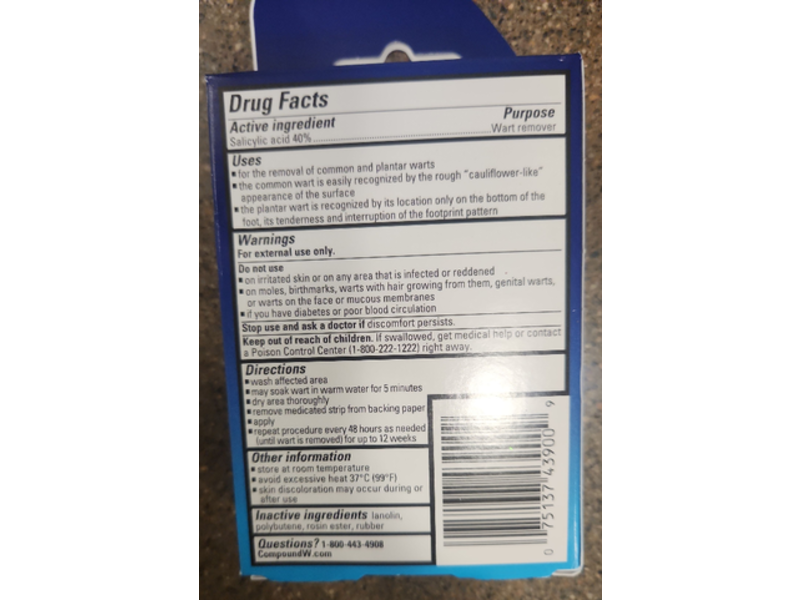 Drug Facts
Active ingredient
Purpose
Salicylic acid 40%..........Wart remover
Uses
▪ for the removal of common and plantar warts
▪ the common wart is easily recognized by the rough "cauliflower-like"
appearance of the surface
▪ the plantar wart is recognized by its location only on the bottom of the
foot, its tenderness and interruption of the footprint pattern
Warnings
For external use only.
Do not use
▪ on irritated skin or on any area that is infected or reddened
▪ on moles, birthmarks, warts with hair growing from them, genital warts,
or warts on the face or mucous membranes
▪ if you have diabetes or poor blood circulation
Stop use and ask a doctor if discomfort persists.
Keep out of reach of children. If swallowed, get medical help or contact
a Poison Control Center (1-800-222-1222) right away.
Directions
▪ wash affected area
▪ may soak wart in warm water for 5 minutes
▪ dry area thoroughly
▪ remove medicated strip from backing paper
▪ apply
▪ repeat procedure every 48 hours as needed
(until wart is removed) for up to 12 weeks
Other information
▪ store at room temperature
▪ avoid excessive heat 37°C (99°F)
▪ skin discoloration may occur during or
after use
Inactive ingredients lanolin,
polybutene, rosin ester, rubber
Questions? 1-800-443-4908
CompoundW.com
0 75137 43900 9